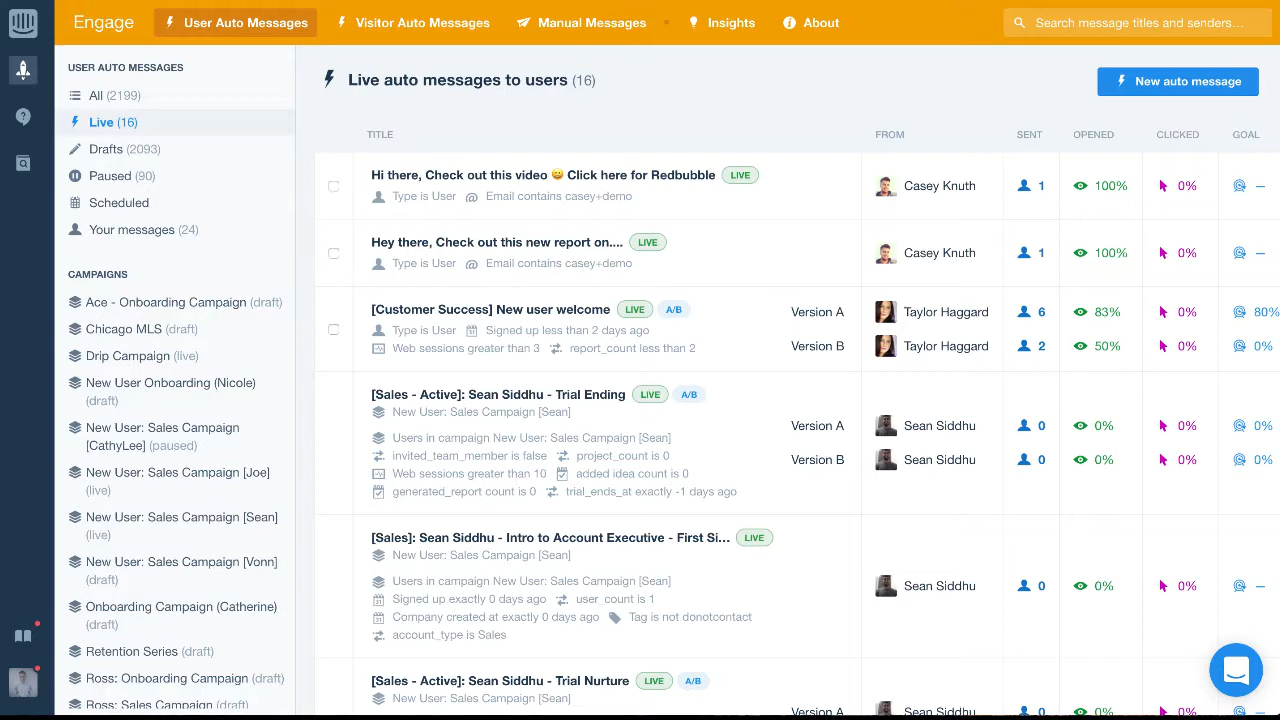 Engage
User Auto Messages
Visitor Auto Messages
Manual Messages
Insights
About
Search message titles and senders…
USER AUTO MESSAGES
All (2199)
Live (16)
Drafts (2093)
Paused (90)
Scheduled
Your messages (24)
CAMPAIGNS
Ace - Onboarding Campaign (draft)
Chicago MLS (draft)
Drip Campaign (live)
New User Onboarding (Nicole)
(draft)
New User: Sales Campaign
[CathyLee] (paused)
New User: Sales Campaign [Joe]
(live)
New User: Sales Campaign [Sean]
(live)
New User: Sales Campaign [Vonn]
(draft)
Onboarding Campaign (Catherine)
(draft)
Retention Series (draft)
Ross: Onboarding Campaign (draft)
Ross: Sales Campaign (draft)
Live auto messages to users (16)
New auto message
TITLE FROM SENT OPENED CLICKED GOAL
Hi there, Check out this video 😀 Click here for Redbubble LIVE
Type is User @ Email contains casey+demo
Casey Knuth 1 100% 0% –
Hey there, Check out this new report on.... LIVE
Type is User @ Email contains casey+demo
Casey Knuth 1 100% 0% –
[Customer Success] New user welcome LIVE A/B
Type is User Signed up less than 2 days ago
Web sessions greater than 3 report_count less than 2
Version A Taylor Haggard 6 83% 0% 80%
Version B Taylor Haggard 2 50% 0% 0%
[Sales - Active]: Sean Siddhu - Trial Ending LIVE A/B
New User: Sales Campaign [Sean]
Users in campaign New User: Sales Campaign [Sean]
invited_team_member is false project_count is 0
Web sessions greater than 10 added idea count is 0
generated_report count is 0 trial_ends_at exactly -1 days ago
Version A Sean Siddhu 0 0% 0% 0%
Version B Sean Siddhu 0 0% 0% 0%
[Sales]: Sean Siddhu - Intro to Account Executive - First Si... LIVE
New User: Sales Campaign [Sean]
Users in campaign New User: Sales Campaign [Sean]
Signed up exactly 0 days ago user_count is 1
Company created at exactly 0 days ago Tag is not donotcontact
account_type is Sales
Sean Siddhu 0 0% 0% –
[Sales - Active]: Sean Siddhu - Trial Nurture LIVE A/B
New User: Sales Campaign [Sean]
Version A Sean Siddhu 0 0% 0% –